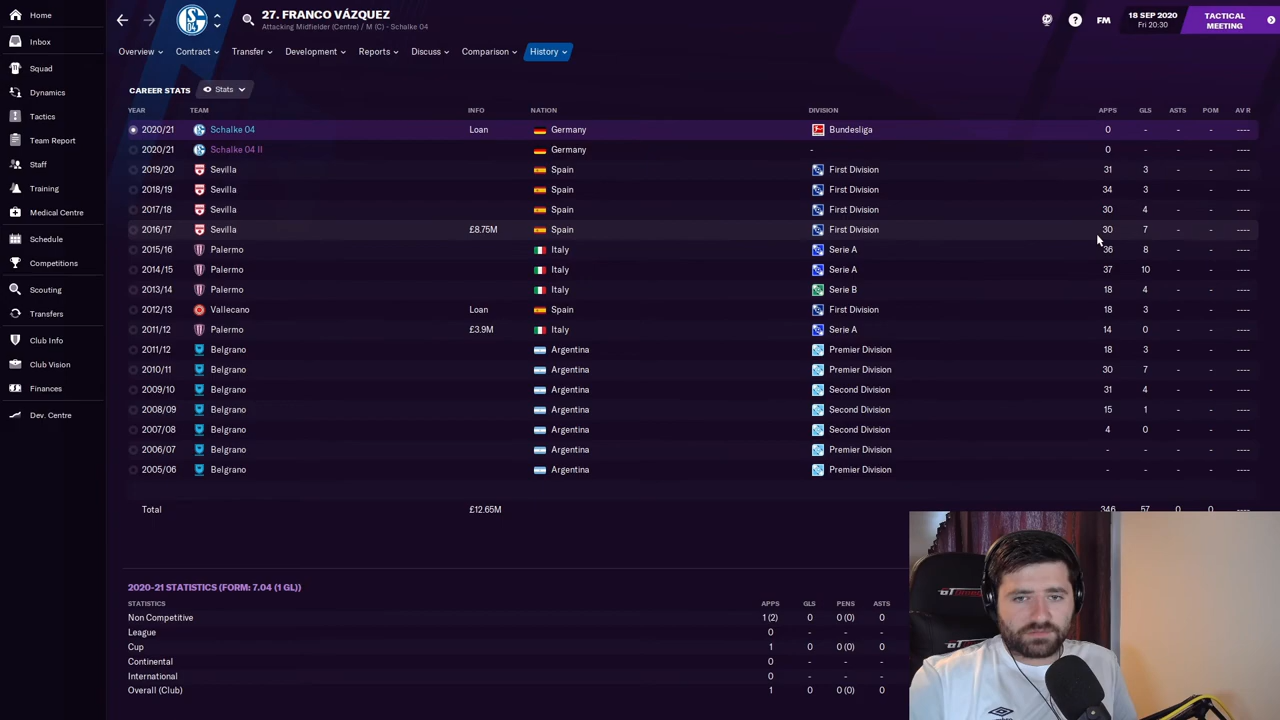 27. FRANCO VÁZQUEZ
Attacking Midfielder (Centre) / M (C) - Schalke 04
FM
18 SEP 2020
Fri 20:30
TACTICAL
MEETING
Home
Inbox
Squad
Dynamics
Tactics
Team Report
Staff
Training
Medical Centre
Schedule
Competitions
Scouting
Transfers
Club Info
Club Vision
Finances
Dev. Centre
Overview Contract Transfer Development Reports Discuss Comparison History
CAREER STATS Stats
YEAR TEAM INFO NATION DIVISION APPS GLS ASTS POM AV R
2020/21 Schalke 04 Loan Germany Bundesliga 0 - - - ----
2020/21 Schalke 04 II Germany - 0 - - - ----
2019/20 Sevilla Spain First Division 31 3 - - ----
2018/19 Sevilla Spain First Division 34 3 - - ----
2017/18 Sevilla Spain First Division 30 4 - - ----
2016/17 Sevilla £8.75M Spain First Division 30 7 - - ----
2015/16 Palermo Italy Serie A 36 8 - - ----
2014/15 Palermo Italy Serie A 37 10 - - ----
2013/14 Palermo Italy Serie B 18 4 - - ----
2012/13 Vallecano Loan Spain First Division 18 3 - - ----
2011/12 Palermo £3.9M Italy Serie A 14 0 - - ----
2011/12 Belgrano Argentina Premier Division 18 3 - - ----
2010/11 Belgrano Argentina Premier Division 30 7 - - ----
2009/10 Belgrano Argentina Second Division 31 4 - - ----
2008/09 Belgrano Argentina Second Division 15 1 - - ----
2007/08 Belgrano Argentina Second Division 4 0 - - ----
2006/07 Belgrano Argentina Premier Division - - - - ----
2005/06 Belgrano Argentina Premier Division - - - - ----
Total £12.65M 346 57 0 0 ----
2020-21 STATISTICS (FORM: 7.04 (1 GL))
STATISTICS APPS GLS PENS ASTS
Non Competitive 1 (2) 0 0 (0) 0
League 0 - - -
Cup 1 0 0 (0) 0
Continental 0 - - -
International 0 - - -
Overall (Club) 1 0 0 (0) 0